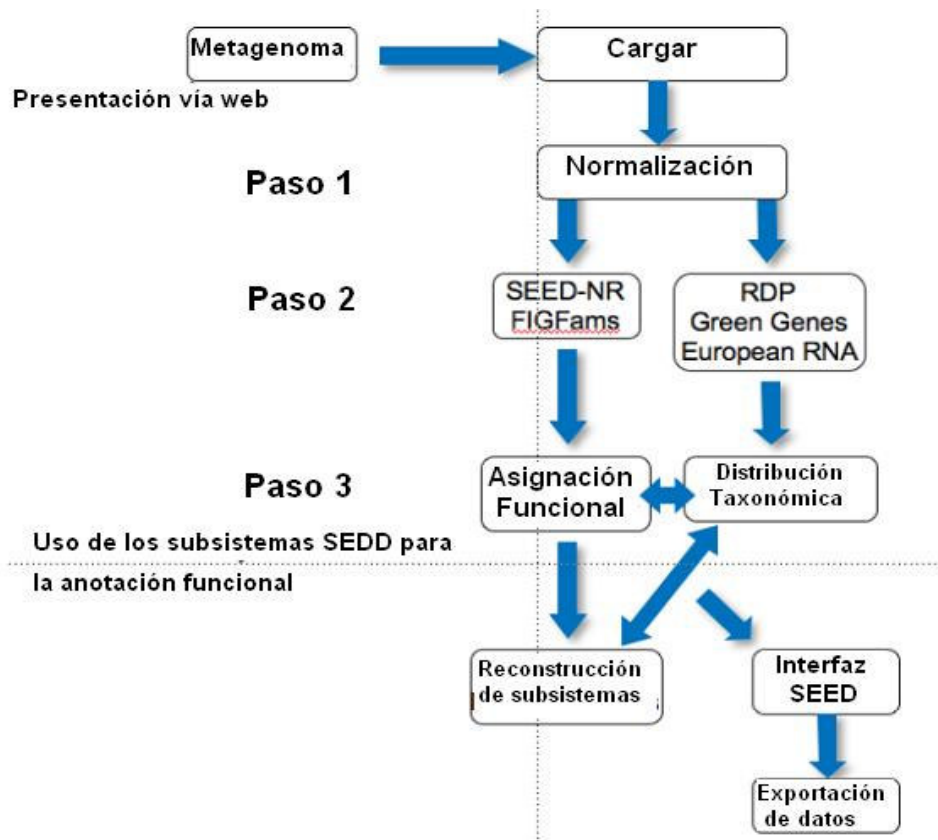 Metagenoma
Cargar
Presentación vía web
Paso 1
Normalización
Paso 2
SEED-NR
FIGFams
RDP
Green Genes
European RNA
Paso 3
Asignación
Funcional
Distribución
Taxonómica
Uso de los subsistemas SEDD para
la anotación funcional
Reconstrucción
de subsistemas
Interfaz
SEED
Exportación
de datos